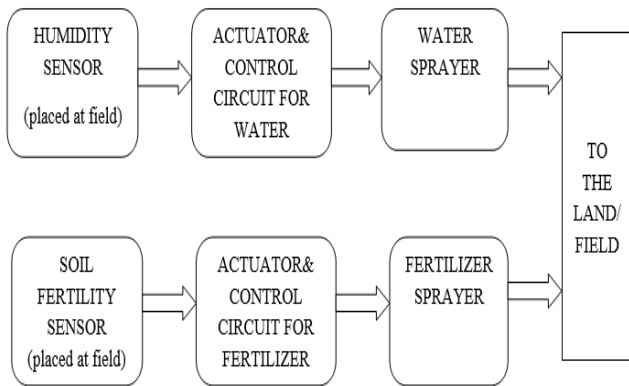 HUMIDITY
SENSOR
(placed at field)
ACTUATOR&
CONTROL
CIRCUIT FOR
WATER
WATER
SPRAYER
TO
THE
LAND/
FIELD
SOIL
FERTILITY
SENSOR
(placed at field)
ACTUATOR&
CONTROL
CIRCUIT FOR
FERTILIZER
FERTILIZER
SPRAYER